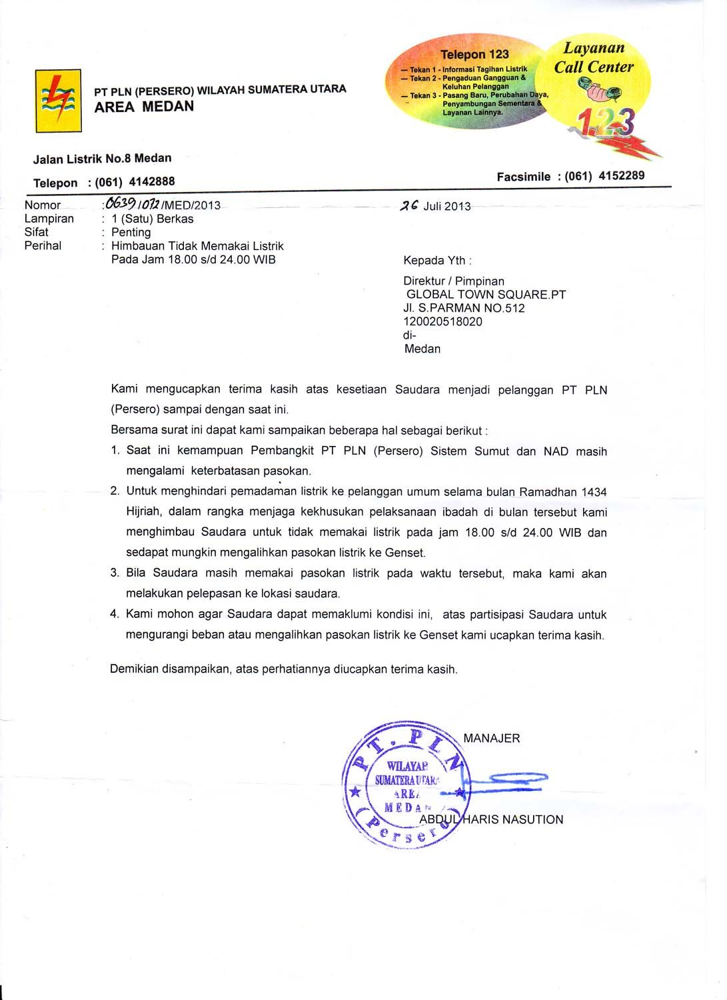 PT PLN (PERSERO) WILAYAH SUMATERA UTARA
AREA MEDAN
Telepon 123
— Tekan 1 - Informasi Tagihan Listrik
— Tekan 2 - Pengaduan Gangguan &
Keluhan Pelanggan
— Tekan 3 - Pasang Baru, Perubahan Daya,
Penyambungan Sementara &
Layanan Lainnya.
Layanan
Call Center
123
Jalan Listrik No.8 Medan
Telepon : (061) 4142888
Facsimile : (061) 4152289
Nomor : 0639/072/MED/2013
26 Juli 2013
Lampiran : 1 (Satu) Berkas
Sifat : Penting
Perihal : Himbauan Tidak Memakai Listrik
Pada Jam 18.00 s/d 24.00 WIB
Kepada Yth :
Direktur / Pimpinan
GLOBAL TOWN SQUARE.PT
Jl. S.PARMAN NO.512
120020518020
di-
Medan
Kami mengucapkan terima kasih atas kesetiaan Saudara menjadi pelanggan PT PLN
(Persero) sampai dengan saat ini.
Bersama surat ini dapat kami sampaikan beberapa hal sebagai berikut :
1. Saat ini kemampuan Pembangkit PT PLN (Persero) Sistem Sumut dan NAD masih
mengalami keterbatasan pasokan.
2. Untuk menghindari pemadaman listrik ke pelanggan umum selama bulan Ramadhan 1434
Hijriah, dalam rangka menjaga kekhusukan pelaksanaan ibadah di bulan tersebut kami
menghimbau Saudara untuk tidak memakai listrik pada jam 18.00 s/d 24.00 WIB dan
sedapat mungkin mengalihkan pasokan listrik ke Genset.
3. Bila Saudara masih memakai pasokan listrik pada waktu tersebut, maka kami akan
melakukan pelepasan ke lokasi saudara.
4. Kami mohon agar Saudara dapat memaklumi kondisi ini, atas partisipasi Saudara untuk
mengurangi beban atau mengalihkan pasokan listrik ke Genset kami ucapkan terima kasih.
Demikian disampaikan, atas perhatiannya diucapkan terima kasih.
MANAJER
PT. PLN
WILAYAH
SUMATERA UTARA
AREA
MEDAN
(Persero)
ABDUL HARIS NASUTION